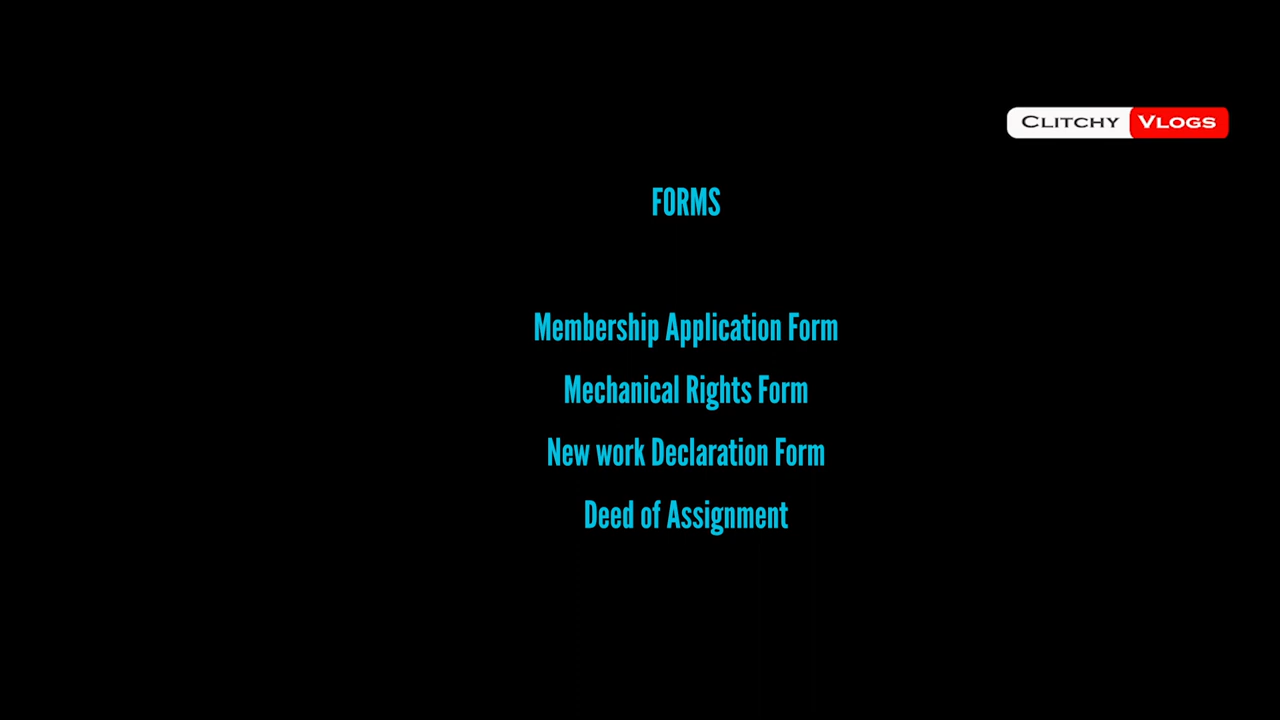 CLITCHY VLOGS
FORMS
Membership Application Form
Mechanical Rights Form
New work Declaration Form
Deed of Assignment